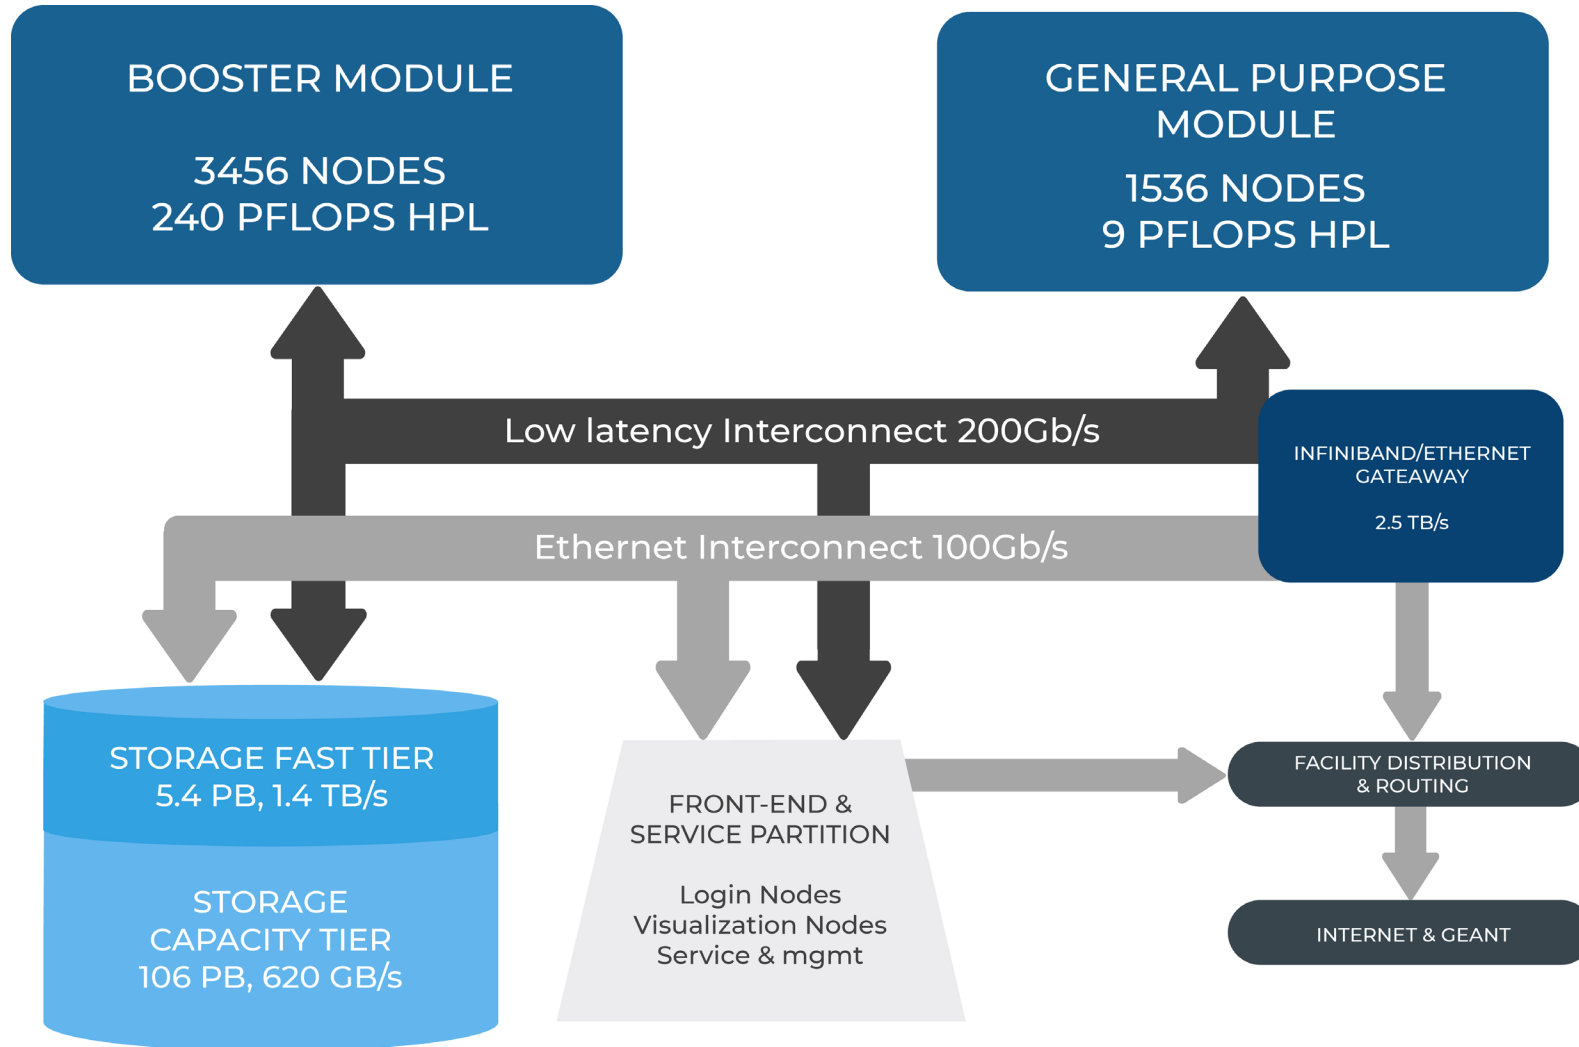 BOOSTER MODULE
3456 NODES
240 PFLOPS HPL
GENERAL PURPOSE
MODULE
1536 NODES
9 PFLOPS HPL
Low latency Interconnect 200Gb/s
INFINIBAND/ETHERNET
GATEAWAY
2.5 TB/s
Ethernet Interconnect 100Gb/s
STORAGE FAST TIER
5.4 PB, 1.4 TB/s
STORAGE
CAPACITY TIER
106 PB, 620 GB/s
FRONT-END &
SERVICE PARTITION
Login Nodes
Visualization Nodes
Service & mgmt
FACILITY DISTRIBUTION
& ROUTING
INTERNET & GEANT